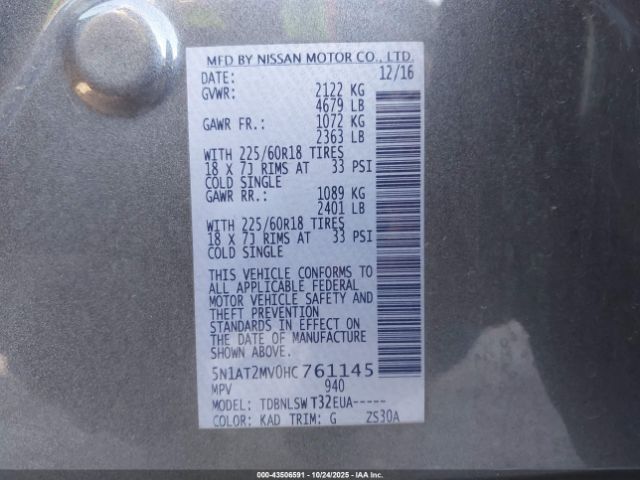 MFD BY NISSAN MOTOR CO., LTD.
DATE: 12/16
GVWR: 2122 KG
4679 LB
GAWR FR.: 1072 KG
2363 LB
WITH 225/60R18 TIRES
18 X 7J RIMS AT 33 PSI
COLD SINGLE
GAWR RR.: 1089 KG
2401 LB
WITH 225/60R18 TIRES
18 X 7J RIMS AT 33 PSI
COLD SINGLE
THIS VEHICLE CONFORMS TO
ALL APPLICABLE FEDERAL
MOTOR VEHICLE SAFETY AND
THEFT PREVENTION
STANDARDS IN EFFECT ON
THE DATE OF MANUFACTURE
SHOWN ABOVE.
5N1AT2MV0HC761145
MPV 940
MODEL: TDBNLSWT32EUA-----
COLOR: KAD TRIM: G ZS30A
000-43506591 - 10/24/2025 - IAAI.COM